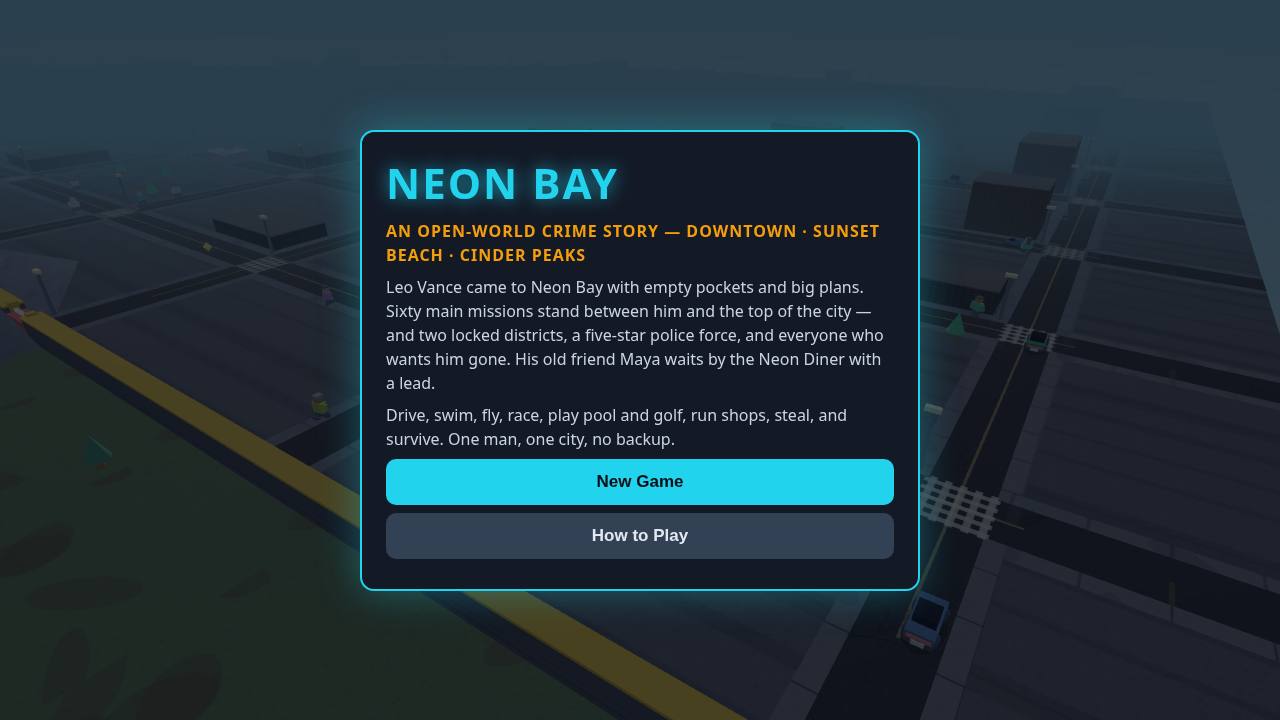 NEON BAY
AN OPEN-WORLD CRIME STORY — DOWNTOWN · SUNSET
BEACH · CINDER PEAKS
Leo Vance came to Neon Bay with empty pockets and big plans.
Sixty main missions stand between him and the top of the city —
and two locked districts, a five-star police force, and everyone who
wants him gone. His old friend Maya waits by the Neon Diner with
a lead.
Drive, swim, fly, race, play pool and golf, run shops, steal, and
survive. One man, one city, no backup.
New Game
How to Play